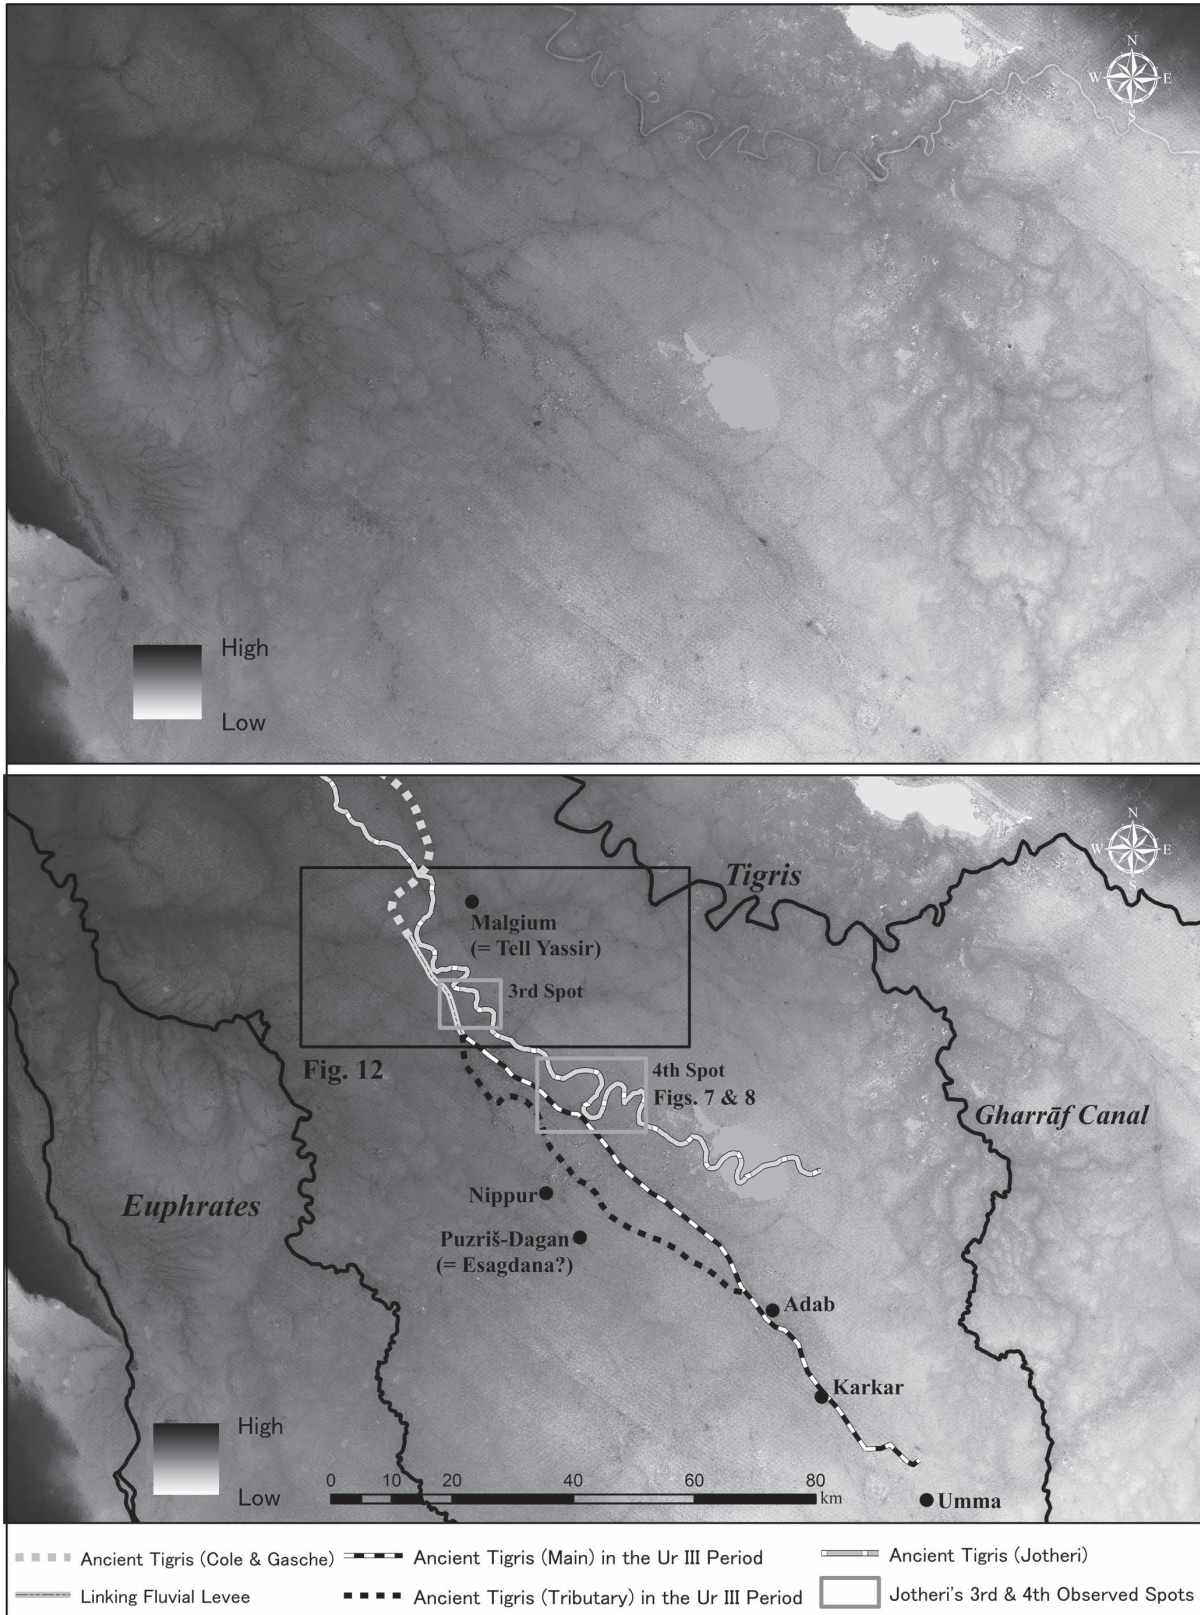 N
W E
S
High
Low
N
W E
S
Tigris
Malgium
(= Tell Yassir)
3rd Spot
Fig. 12
4th Spot
Figs. 7 & 8
Gharrāf Canal
Euphrates
Nippur
Puzriš-Dagan
(= Esagdana?)
Adab
Karkar
High
Low
0 10 20 40 60 80
km
Umma
Ancient Tigris (Cole & Gasche)
Ancient Tigris (Main) in the Ur III Period
Ancient Tigris (Jotheri)
Linking Fluvial Levee
Ancient Tigris (Tributary) in the Ur III Period
Jotheri's 3rd & 4th Observed Spots